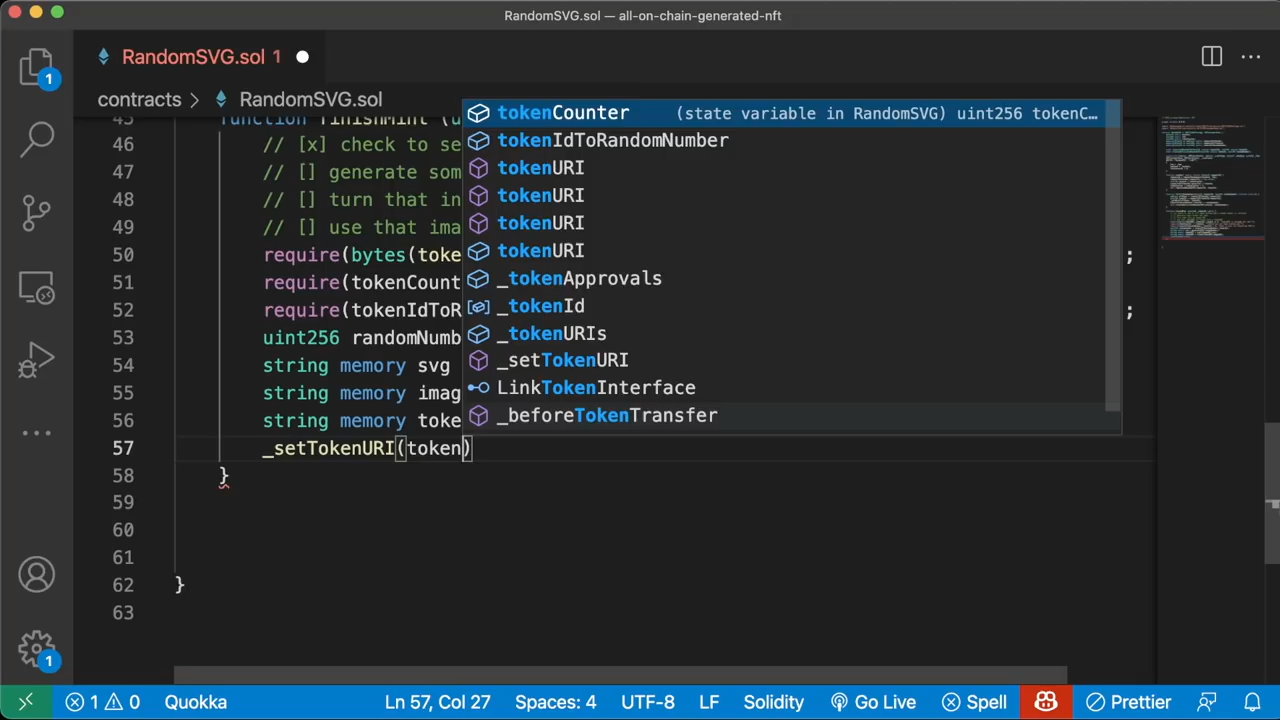 RandomSVG.sol — all-on-chain-generated-nft
RandomSVG.sol 1
1
contracts > RandomSVG.sol
45 function finishMint (u
46 // [x] check to se
47 // [] generate som
48 // [] turn that in
49 // [] use that ima
50 require(bytes(toke ;
51 require(tokenCount
52 require(tokenIdToR ;
53 uint256 randomNumb
54 string memory svg
55 string memory imag
56 string memory toke
57 _setTokenURI(token)
58 }
59
60
61
62 }
63
tokenCounter (state variable in RandomSVG) uint256 tokenC…
tokenIdToRandomNumber
tokenURI
tokenURI
tokenURI
tokenURI
_tokenApprovals
_tokenId
_tokenURIs
_setTokenURI
LinkTokenInterface
_beforeTokenTransfer
1
1 0 Quokka Ln 57, Col 27 Spaces: 4 UTF-8 LF Solidity Go Live Spell Prettier